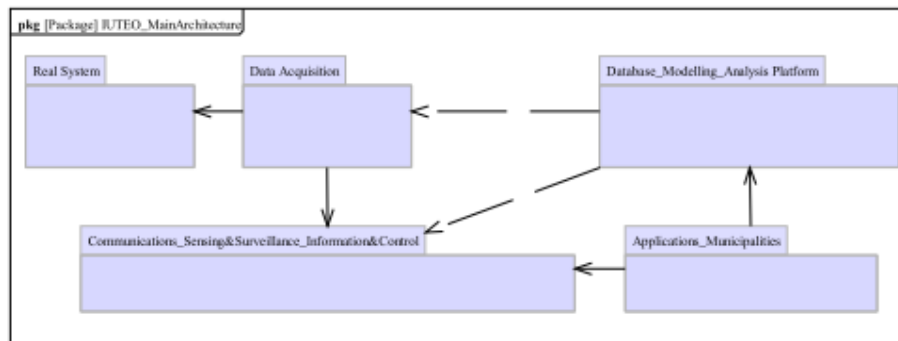 pkg [Package] IUTEO_MainArchitecture
Real System
Data Acquisition
Database_Modelling_Analysis Platform
Communications_Sensing&Surveillance_Information&Control
Applications_Municipalities